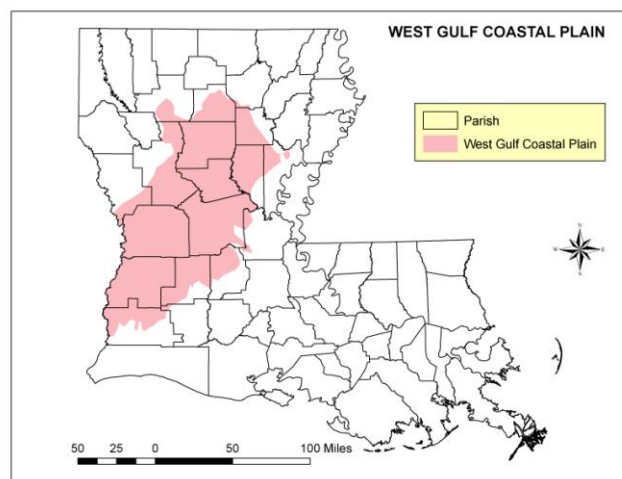 WEST GULF COASTAL PLAIN
Parish
West Gulf Coastal Plain
N
W E
S
50 25 0 50 100 Miles